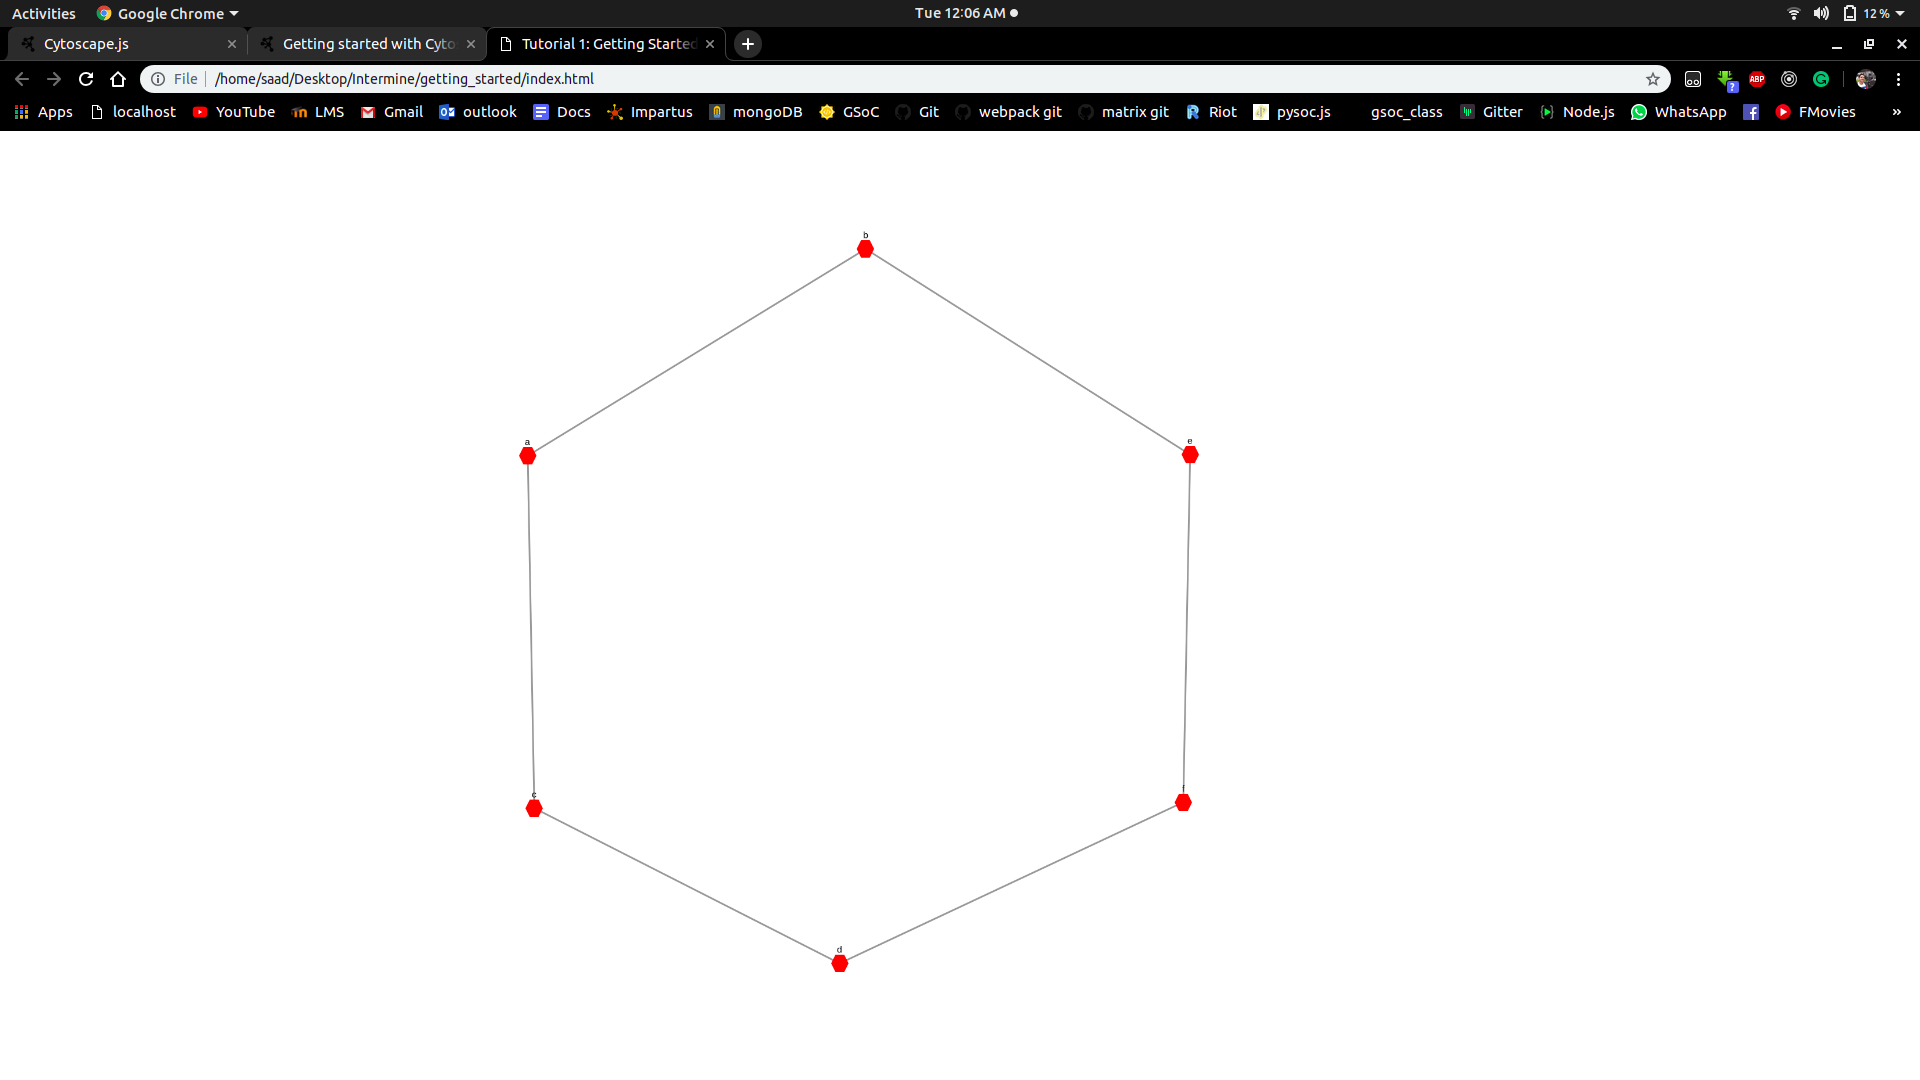 Activities Google Chrome Tue 12:06 AM 12 %
Cytoscape.js Getting started with Cyto Tutorial 1: Getting Started
File /home/saad/Desktop/Intermine/getting_started/index.html ABP ?
Apps localhost YouTube LMS Gmail outlook Docs Impartus mongoDB GSoC Git webpack git matrix git Riot pysoc.js gsoc_class Gitter Node.js WhatsApp FMovies »
b
a e
c f
d